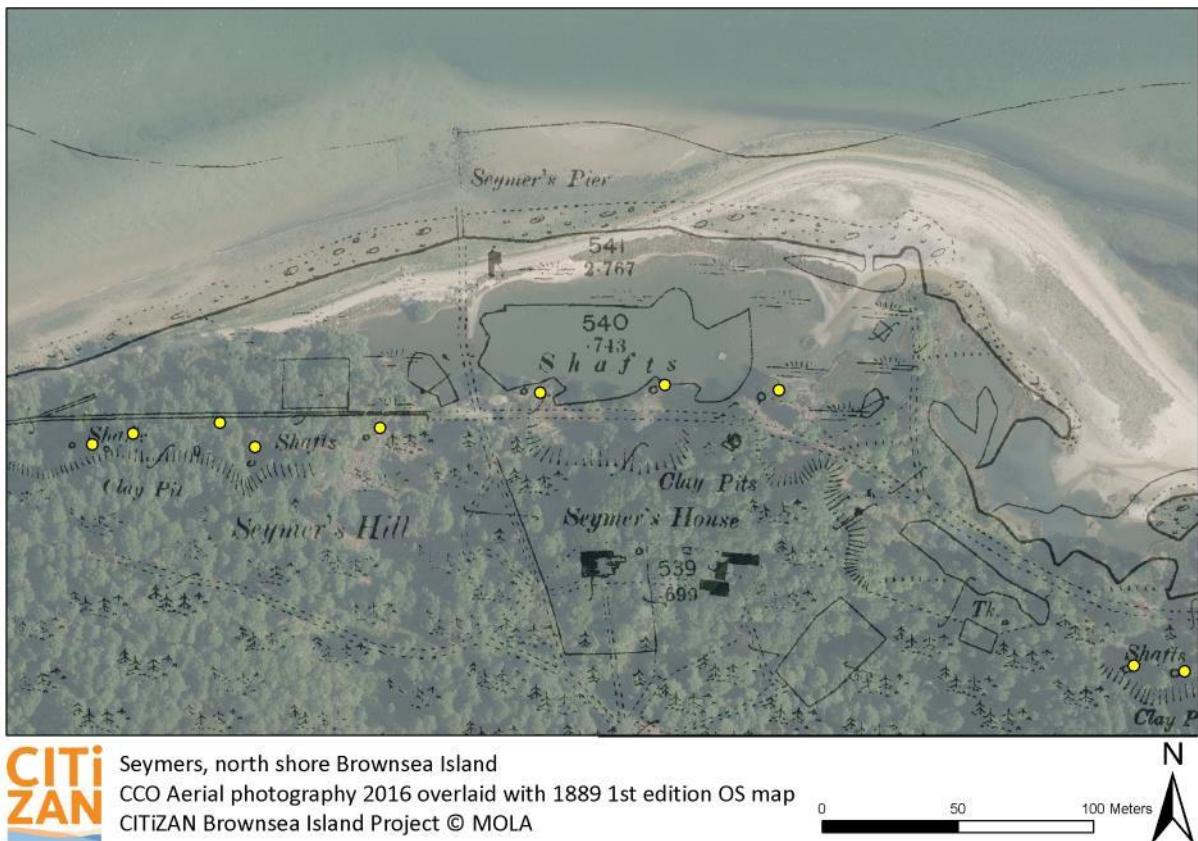 Seymer's Pier
541
2·767
540
·743
Shafts
Shafts
Shafts
Clay Pit
Clay Pits
Seymer's Hill
Seymer's House
539
·699
Tk.
Shafts
Clay P
CITiZAN
Seymers, north shore Brownsea Island
CCO Aerial photography 2016 overlaid with 1889 1st edition OS map
CITiZAN Brownsea Island Project © MOLA
0 50 100 Meters
N